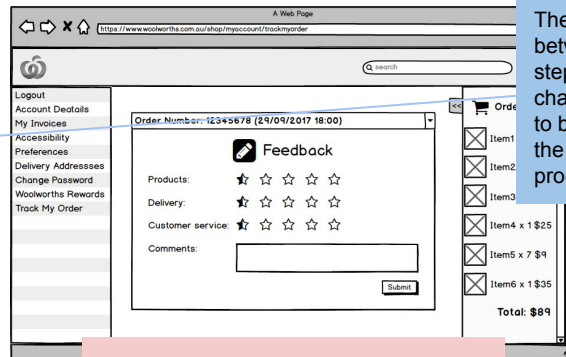 A Web Page
https://www.woolworths.com.au/shop/myaccount/trackmyorder
search
Logout
Account Deatails
My Invoices
Accessibility
Preferences
Delivery Addressses
Change Password
Woolworths Rewards
Track My Order
Order Number: 12345678 (29/09/2017 18:00)
Feedback
Products:
Delivery:
Customer service:
Comments:
Submit
<<
Orde
Item1
Item2
Item3
Item4 x 1 $25
Item5 x 7 $9
Item6 x 1 $35
Total: $89
The
betw
step
cha
to b
the
proc